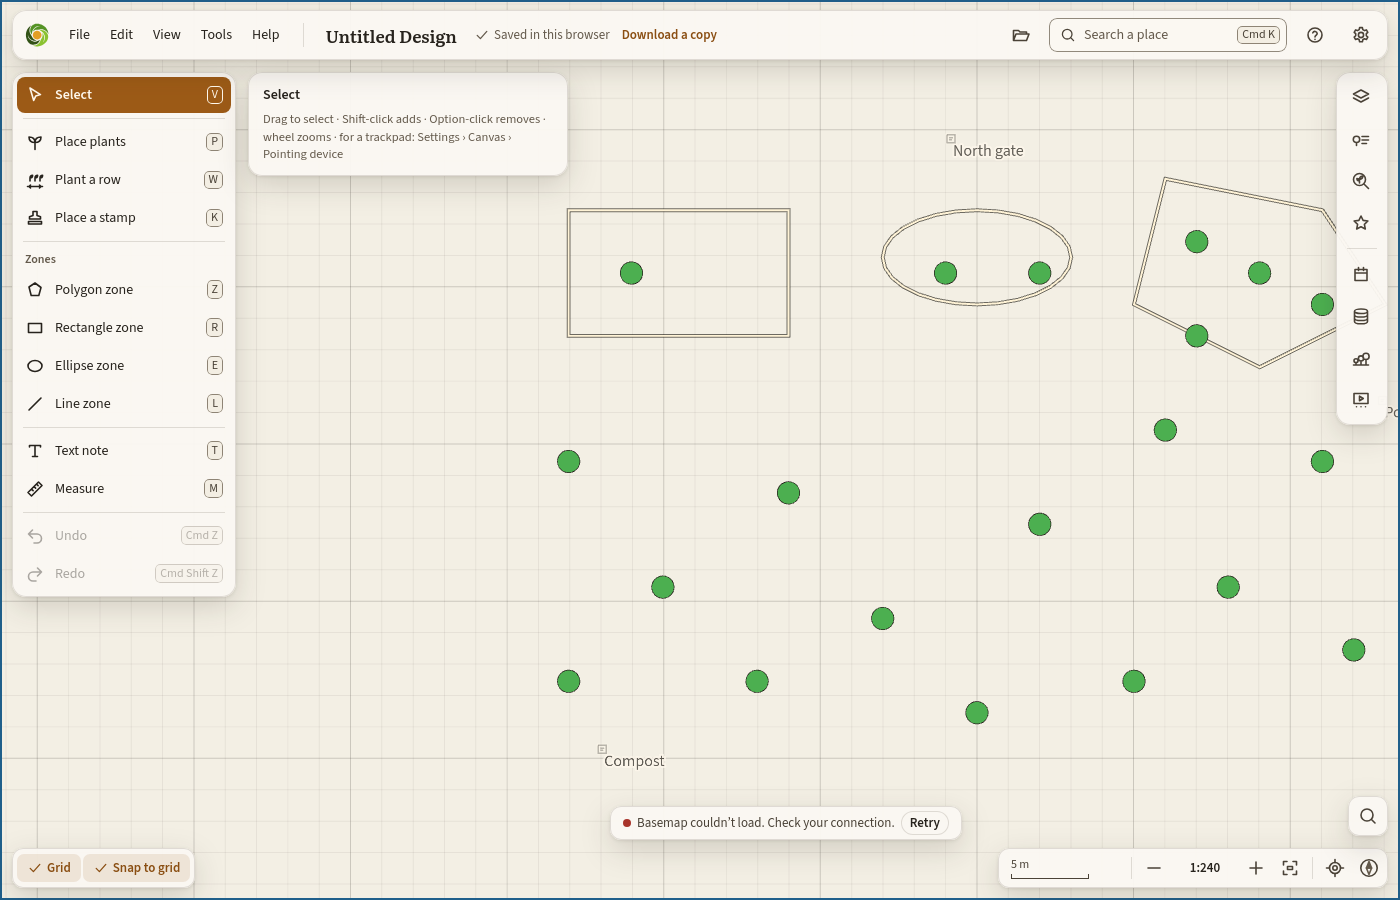 File Edit View Tools Help
Untitled Design
Saved in this browser Download a copy
Search a place Cmd K
Select V
Place plants P
Plant a row W
Place a stamp K
Zones
Polygon zone Z
Rectangle zone R
Ellipse zone E
Line zone L
Text note T
Measure M
Undo Cmd Z
Redo Cmd Shift Z
Select
Drag to select · Shift-click adds · Option-click removes ·
wheel zooms · for a trackpad: Settings › Canvas ›
Pointing device
North gate
Compost
Basemap couldn’t load. Check your connection. Retry
Grid Snap to grid
5 m
1:240